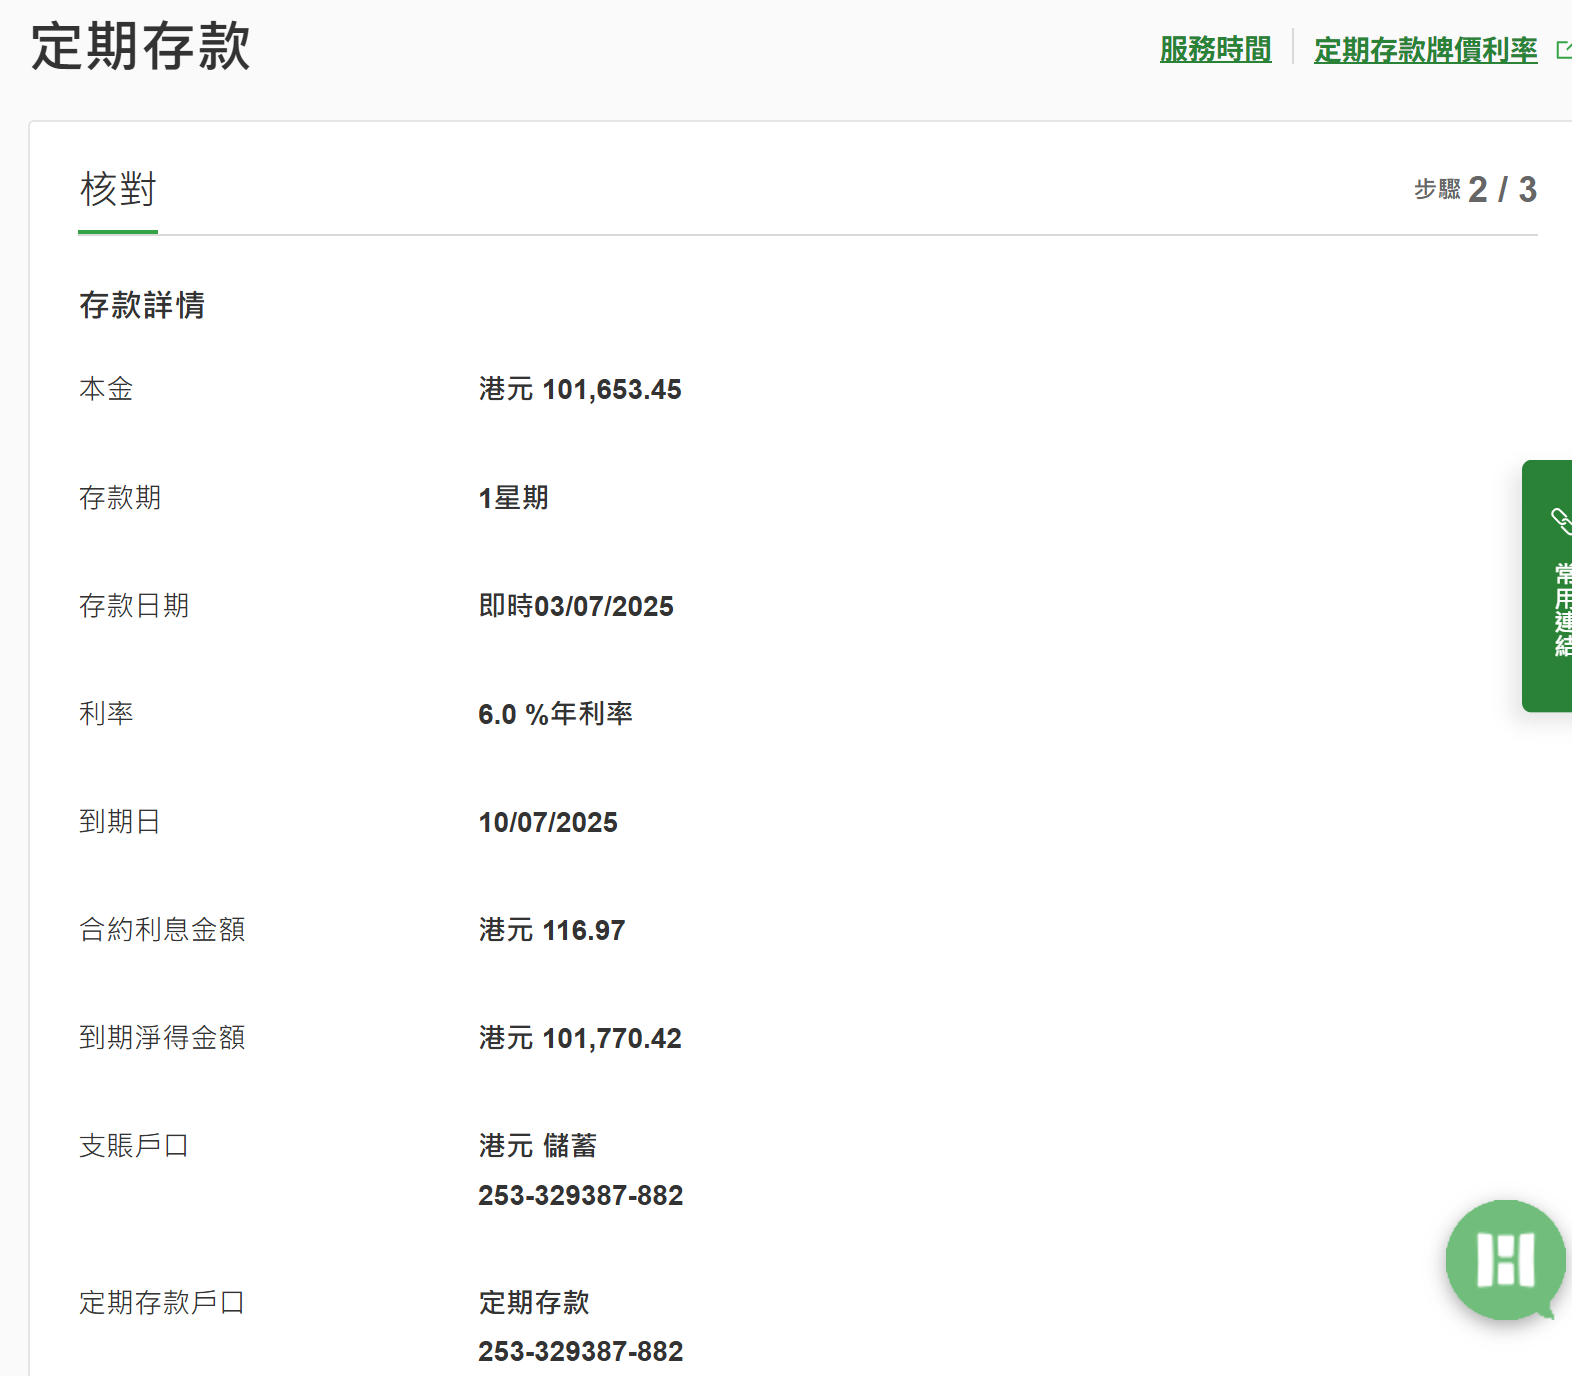 定期存款
服務時間
定期存款牌價利率
核對
步驟 2 / 3
存款詳情
本金
港元 101,653.45
存款期
1星期
存款日期
即時03/07/2025
利率
6.0 %年利率
到期日
10/07/2025
合約利息金額
港元 116.97
到期淨得金額
港元 101,770.42
支賬戶口
港元 儲蓄
253-329387-882
定期存款戶口
定期存款
253-329387-882
常用連結